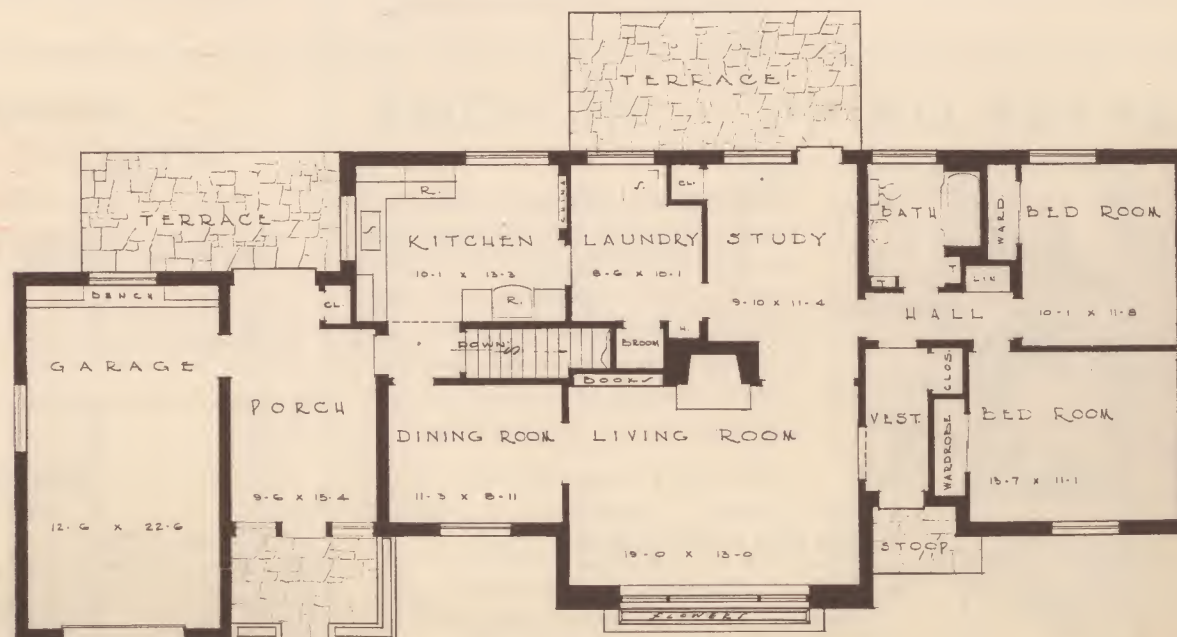 TERRACE
TERRACE
R.
CHINA
S.
CL.
S
KITCHEN
10-1 x 13-3
LAUNDRY
8-6 x 10-1
STUDY
9-10 x 11-4
BATH
WARD.
BED ROOM
10-1 x 11-8
T
T
LIN
HALL
BENCH
CL.
R.
H.
DOWN
BROOM
BOOKS
GARAGE
12-6 x 22-6
PORCH
9-6 x 15-4
DINING ROOM
11-3 x 8-11
LIVING ROOM
19-0 x 13-0
VEST.
CLOS.
WARDROBE
BED ROOM
13-7 x 11-1
STOOP
FLOWERS